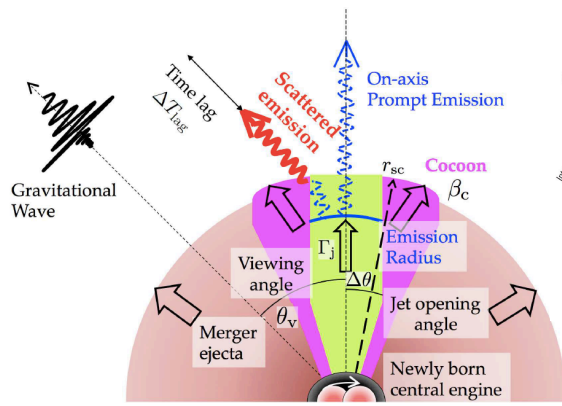 Time lag
ΔT_lag
Scattered
emission
On-axis
Prompt Emission
Gravitational
Wave
r_sc
Cocoon
β_c
Emission
Radius
Γ_j
Viewing
angle
θ_v
Δθ
Jet opening
angle
Merger
ejecta
Newly born
central engine